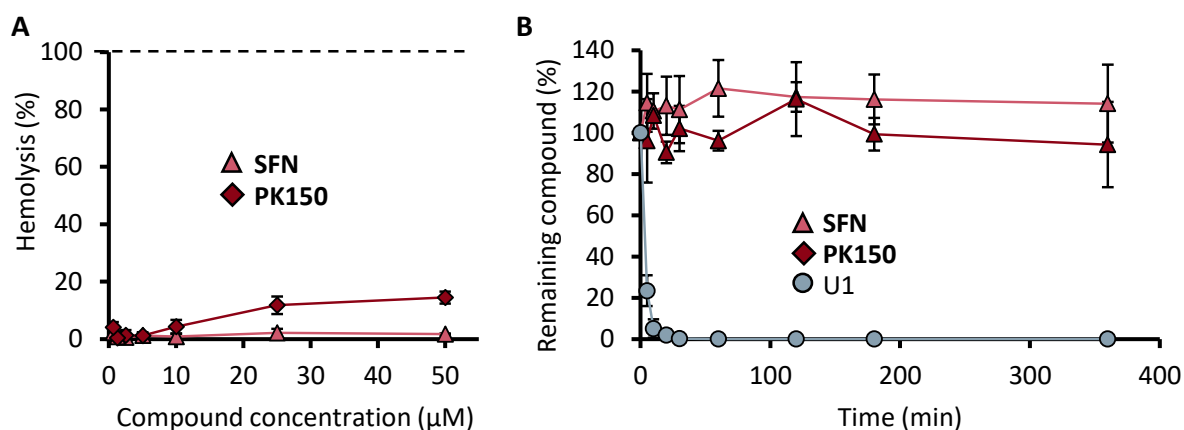 A
Hemolysis (%)
100
80
60
40
20
0
SFN
PK150
0 10 20 30 40 50
Compound concentration (µM)
B
Remaining compound (%)
140
120
100
80
60
40
20
0
SFN
PK150
U1
0 100 200 300 400
Time (min)